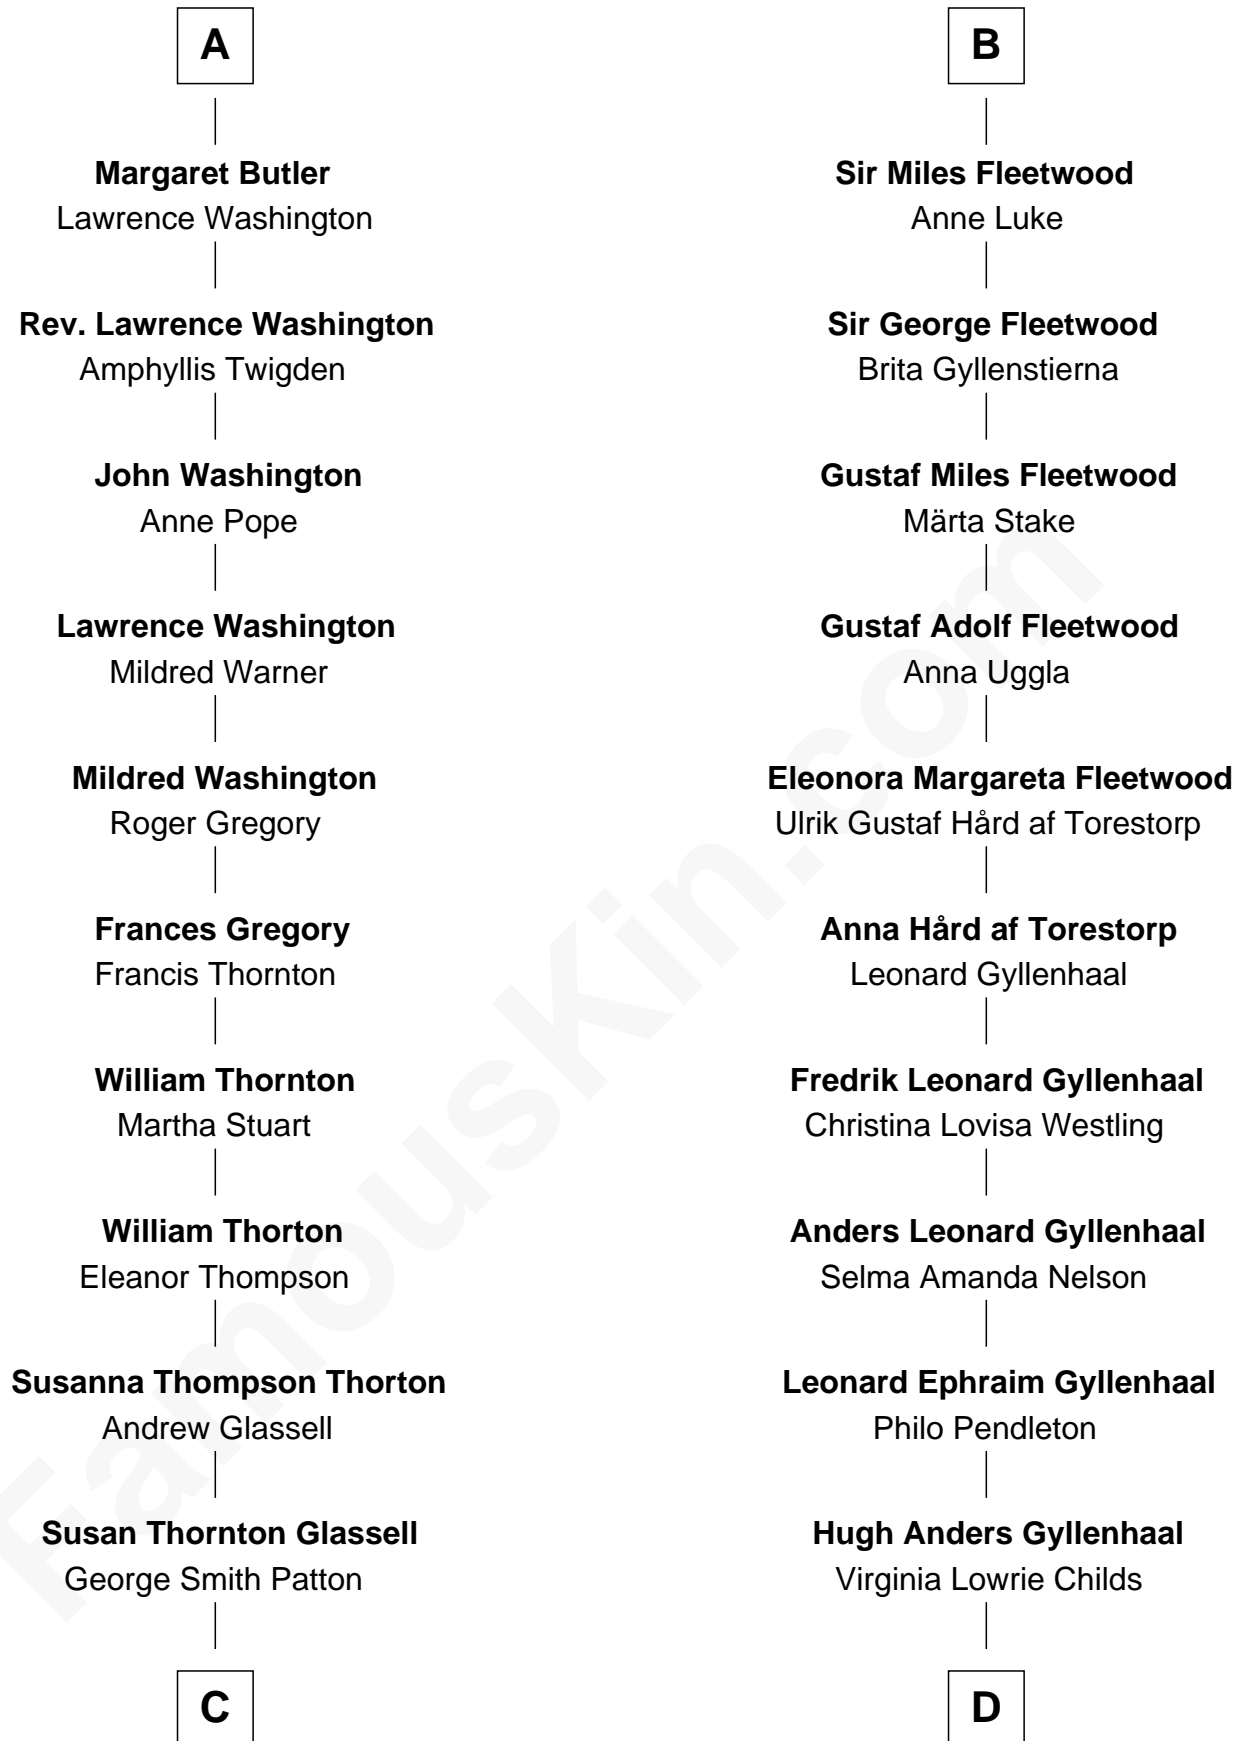 A
Margaret Butler
Lawrence Washington
Rev. Lawrence Washington
Amphyllis Twigden
John Washington
Anne Pope
Lawrence Washington
Mildred Warner
Mildred Washington
Roger Gregory
Frances Gregory
Francis Thornton
William Thornton
Martha Stuart
William Thorton
Eleanor Thompson
Susanna Thompson Thorton
Andrew Glassell
Susan Thornton Glassell
George Smith Patton
C
B
Sir Miles Fleetwood
Anne Luke
Sir George Fleetwood
Brita Gyllenstierna
Gustaf Miles Fleetwood
Märta Stake
Gustaf Adolf Fleetwood
Anna Uggla
Eleonora Margareta Fleetwood
Ulrik Gustaf Hård af Torestorp
Anna Hård af Torestorp
Leonard Gyllenhaal
Fredrik Leonard Gyllenhaal
Christina Lovisa Westling
Anders Leonard Gyllenhaal
Selma Amanda Nelson
Leonard Ephraim Gyllenhaal
Philo Pendleton
Hugh Anders Gyllenhaal
Virginia Lowrie Childs
D
FamousKin.com